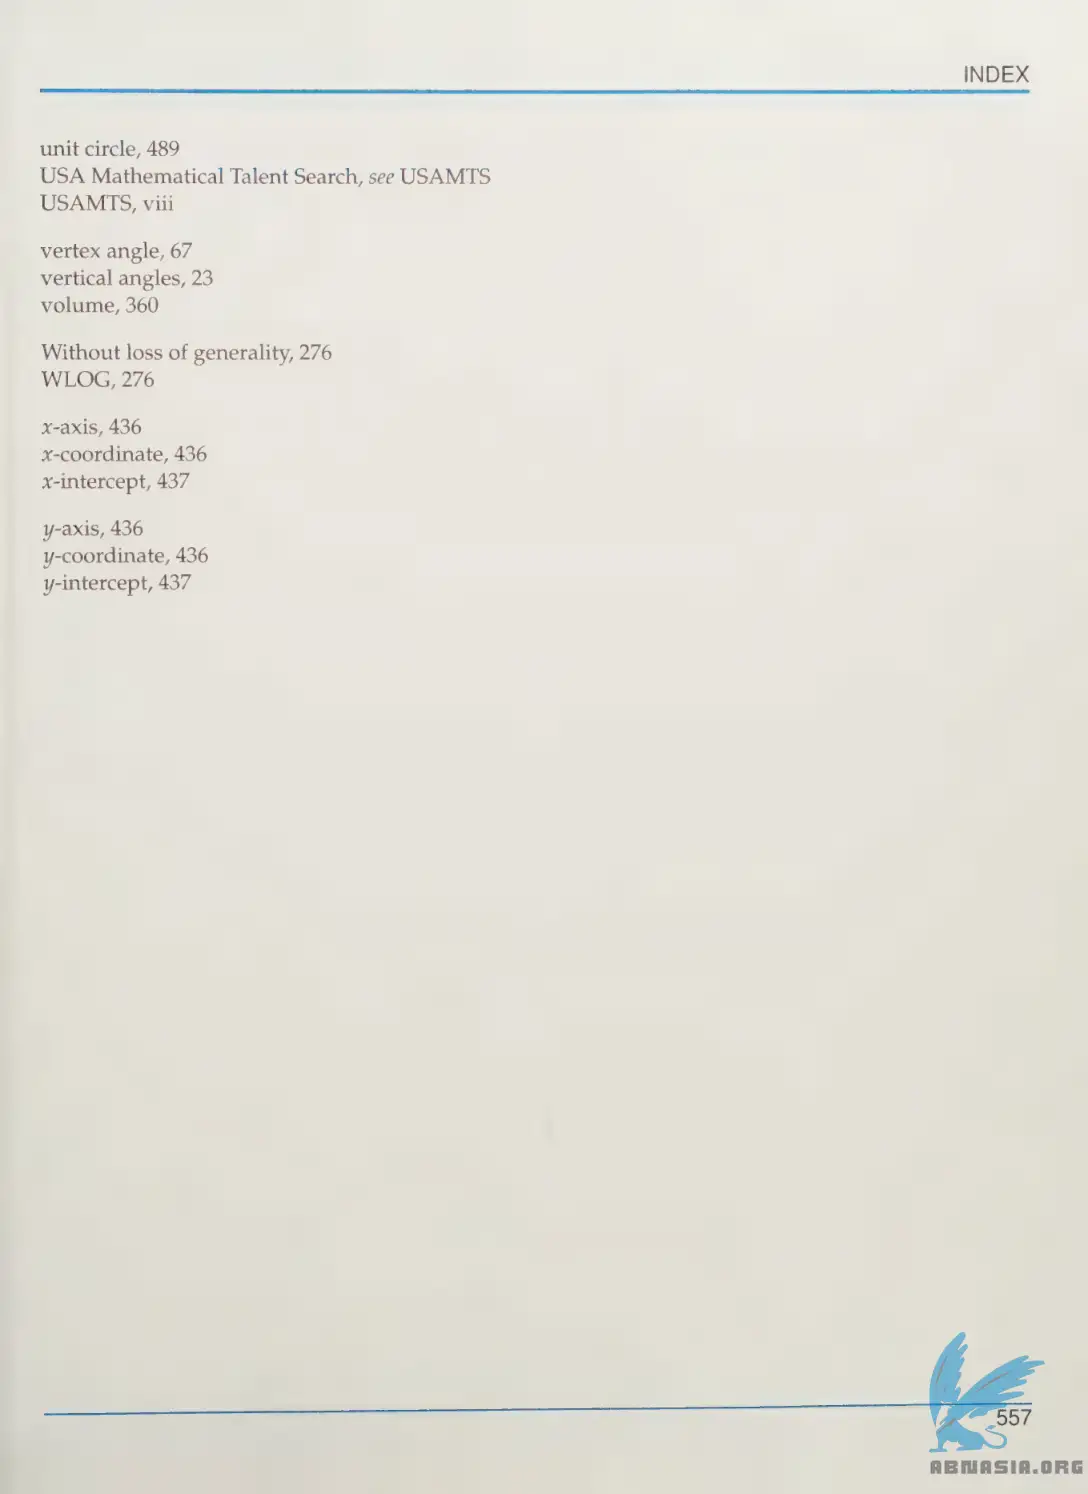 INDEX
unit circle, 489
USA Mathematical Talent Search, see USAMTS
USAMTS, viii
vertex angle, 67
vertical angles, 23
volume, 360
Without loss of generality, 276
WLOG, 276
x-axis, 436
x-coordinate, 436
x-intercept, 437
y-axis, 436
y-coordinate, 436
y-intercept, 437
557
ABNASIA.ORG